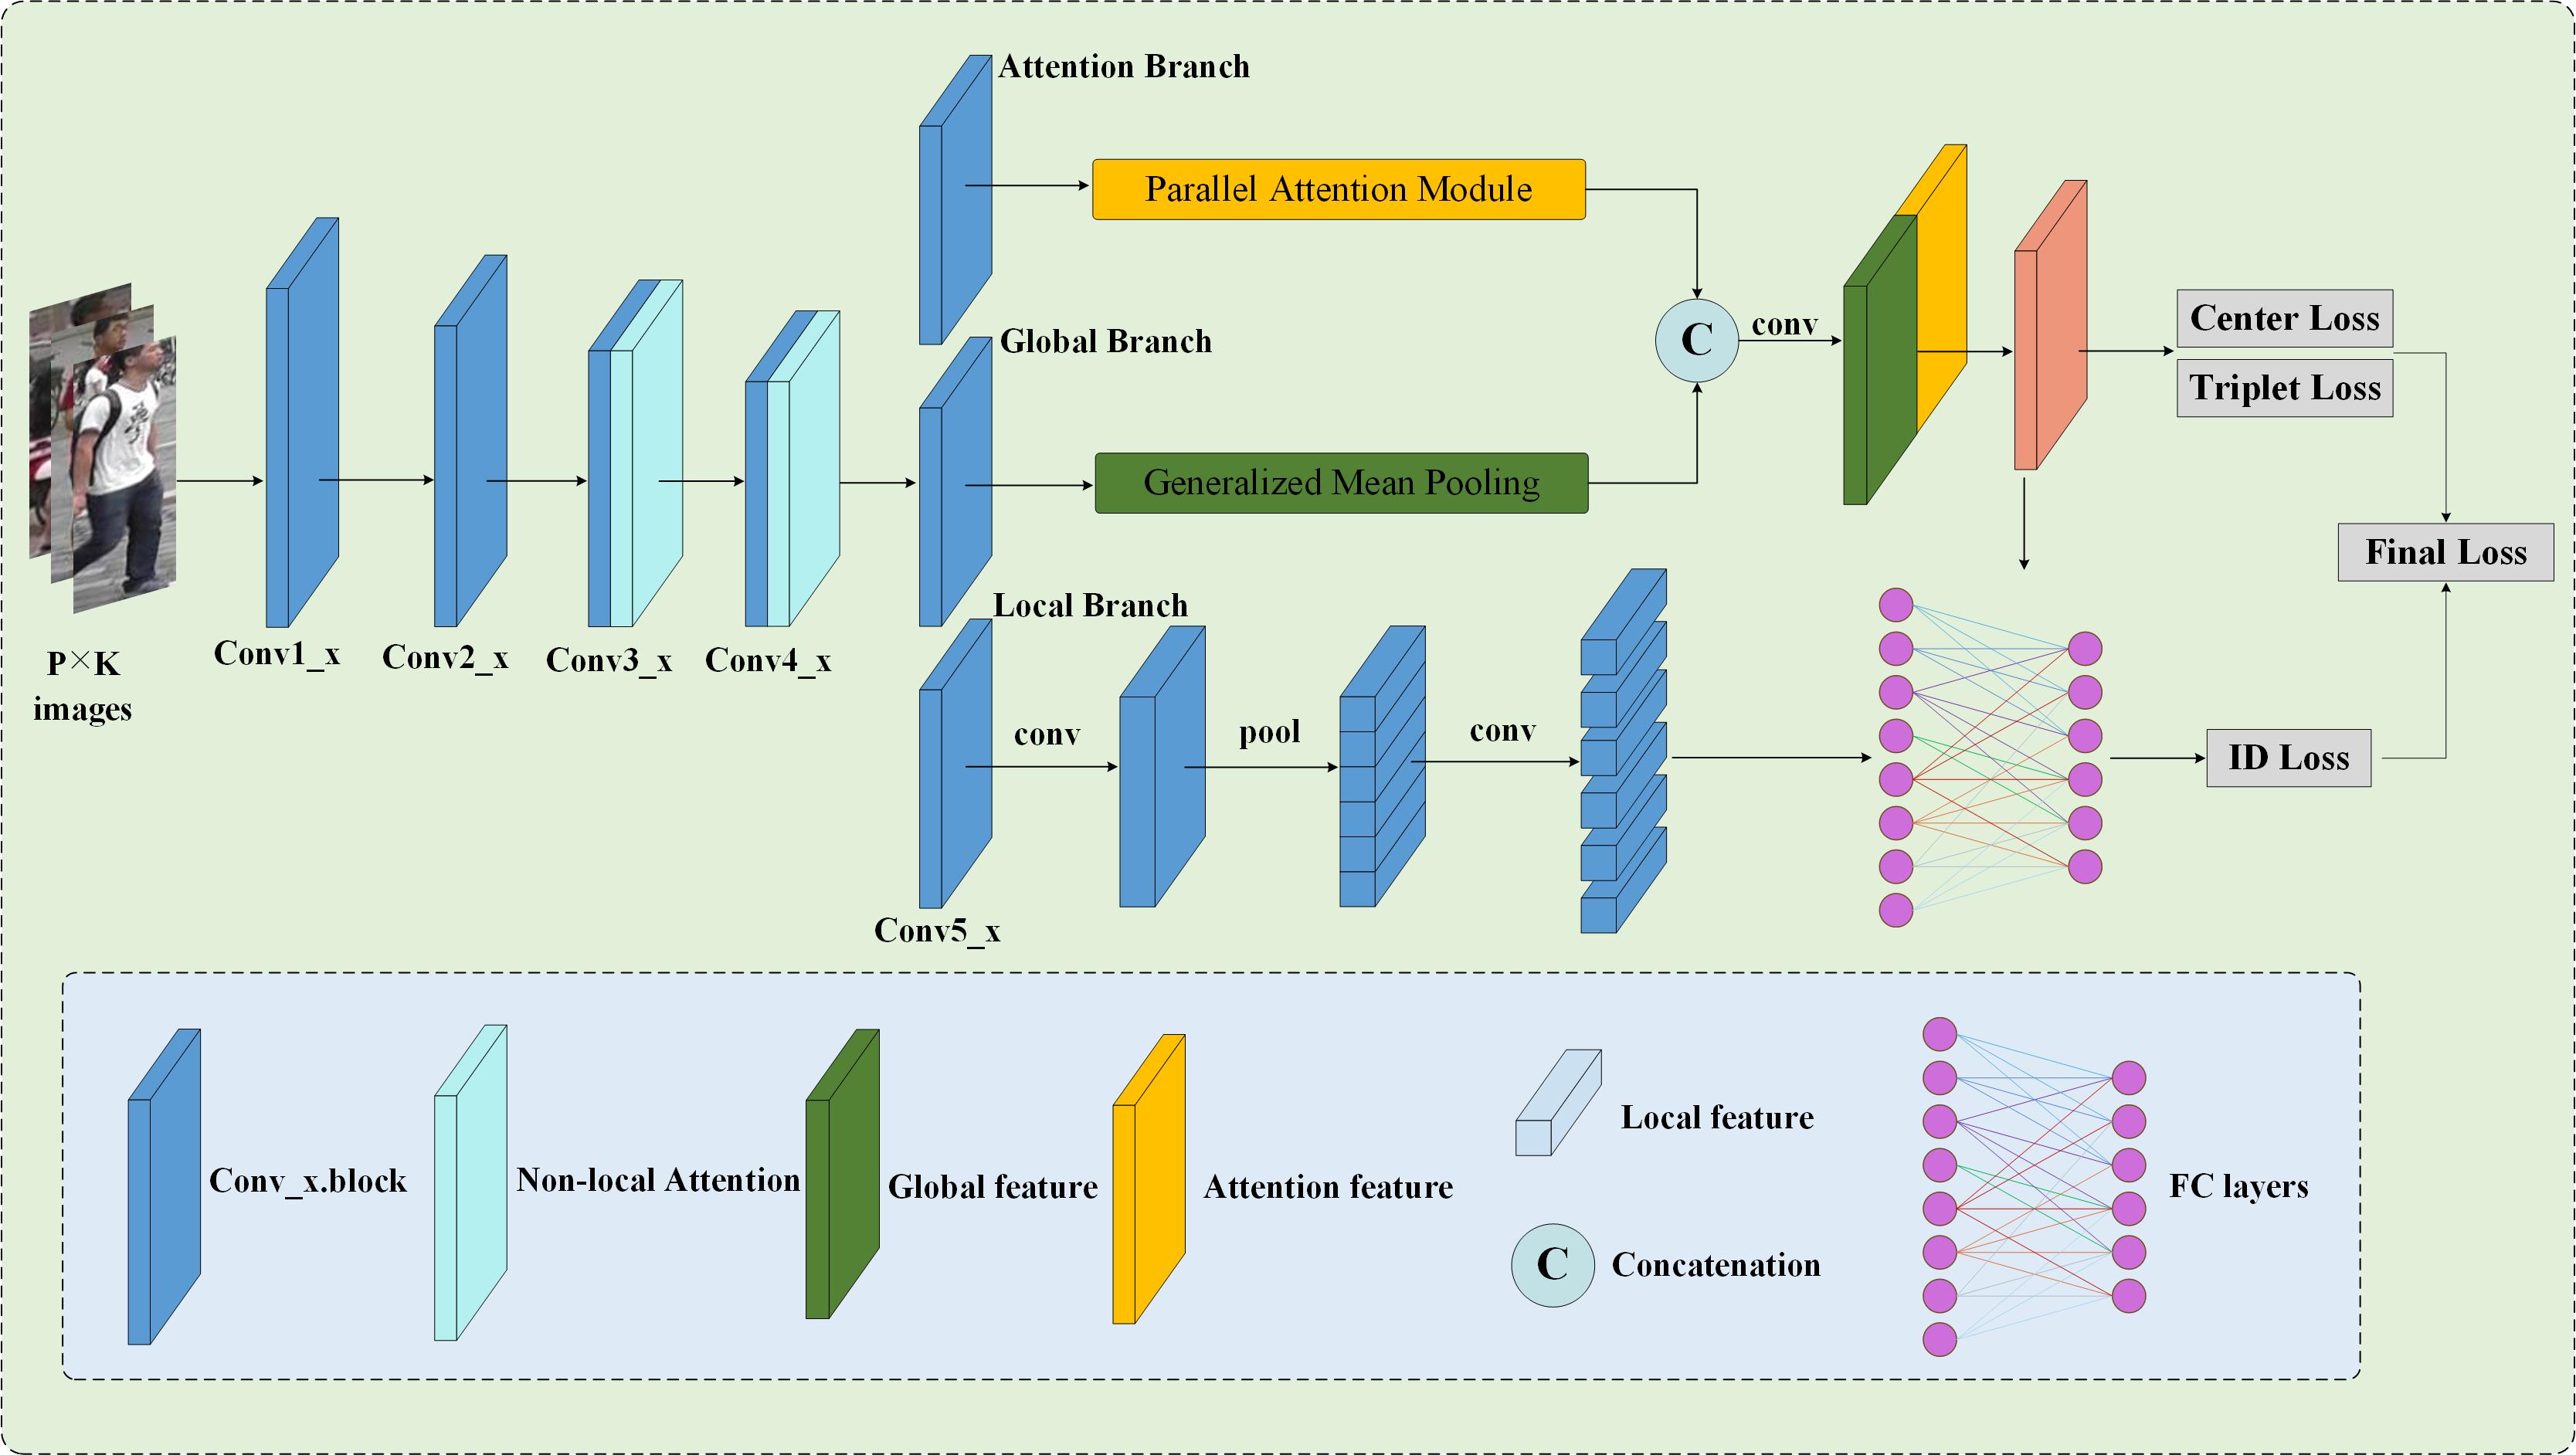 Attention Branch
Parallel Attention Module
Global Branch
Generalized Mean Pooling
C
conv
Center Loss
Triplet Loss
Final Loss
P×K
images
Conv1_x
Conv2_x
Conv3_x
Conv4_x
Local Branch
conv
pool
conv
ID Loss
Conv5_x
Conv_x.block
Non-local Attention
Global feature
Attention feature
Local feature
C
Concatenation
FC layers